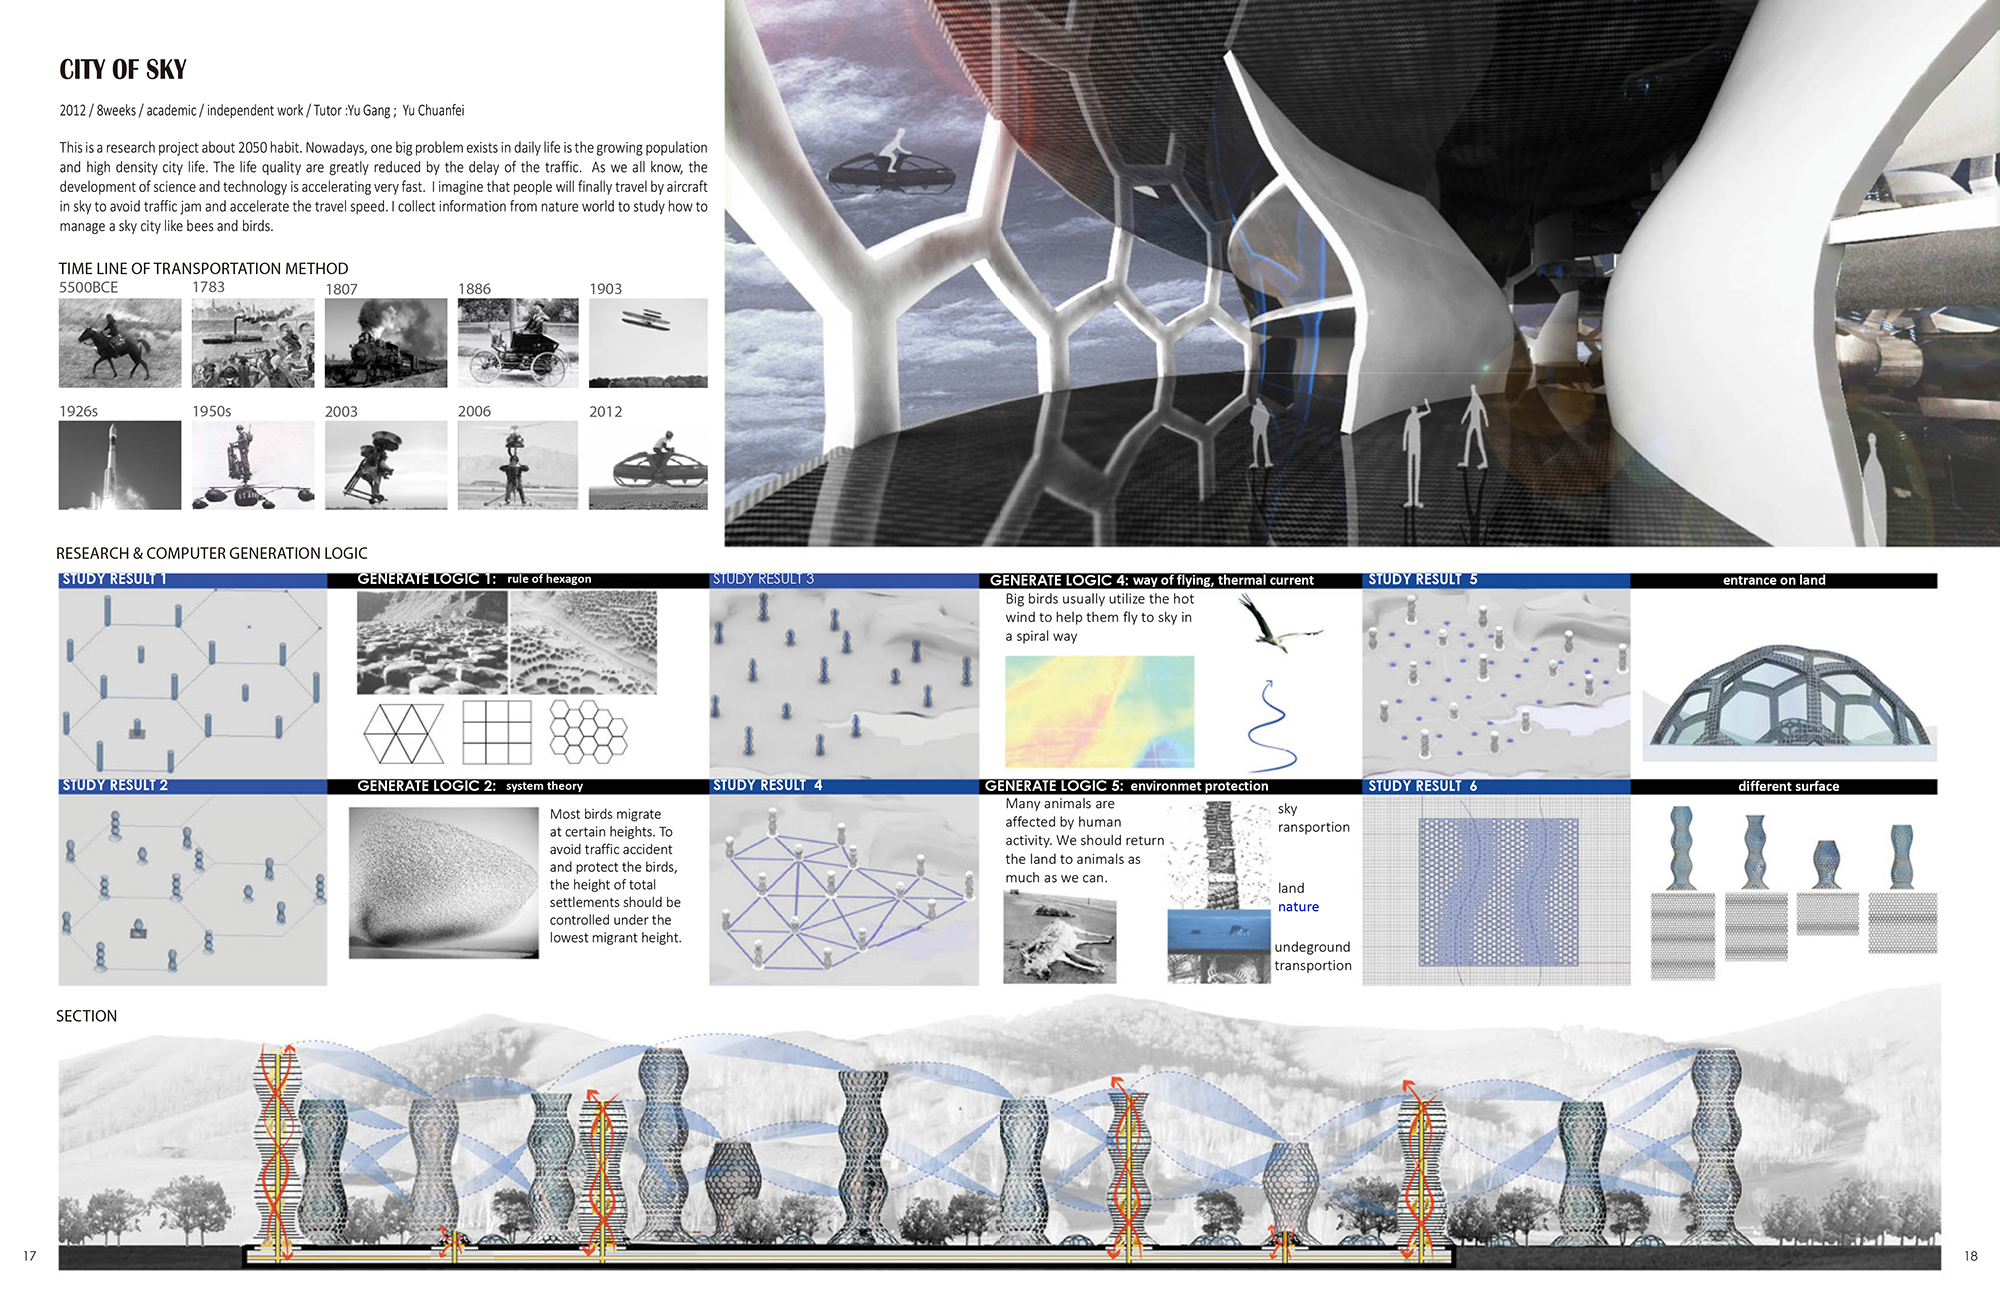 CITY OF SKY
2012 / 8weeks / academic / independent work / Tutor :Yu Gang ; Yu Chuanfei
This is a research project about 2050 habit. Nowadays, one big problem exists in daily life is the growing population
and high density city life. The life quality are greatly reduced by the delay of the traffic. As we all know, the
development of science and technology is accelerating very fast. I imagine that people will finally travel by aircraft
in sky to avoid traffic jam and accelerate the travel speed. I collect information from nature world to study how to
manage a sky city like bees and birds.
TIME LINE OF TRANSPORTATION METHOD
5500BCE
1783
1807
1886
1903
1926s
1950s
2003
2006
2012
RESEARCH & COMPUTER GENERATION LOGIC
STUDY RESULT 1
GENERATE LOGIC 1: rule of hexagon
STUDY RESULT 3
GENERATE LOGIC 4: way of flying, thermal current
Big birds usually utilize the hot
wind to help them fly to sky in
a spiral way
STUDY RESULT 5
entrance on land
STUDY RESULT 2
GENERATE LOGIC 2: system theory
Most birds migrate
at certain heights. To
avoid traffic accident
and protect the birds,
the height of total
settlements should be
controlled under the
lowest migrant height.
STUDY RESULT 4
GENERATE LOGIC 5: environmet protection
Many animals are
affected by human
activity. We should return
the land to animals as
much as we can.
sky
ransportion
land
nature
undeground
transportion
STUDY RESULT 6
different surface
SECTION
17
18